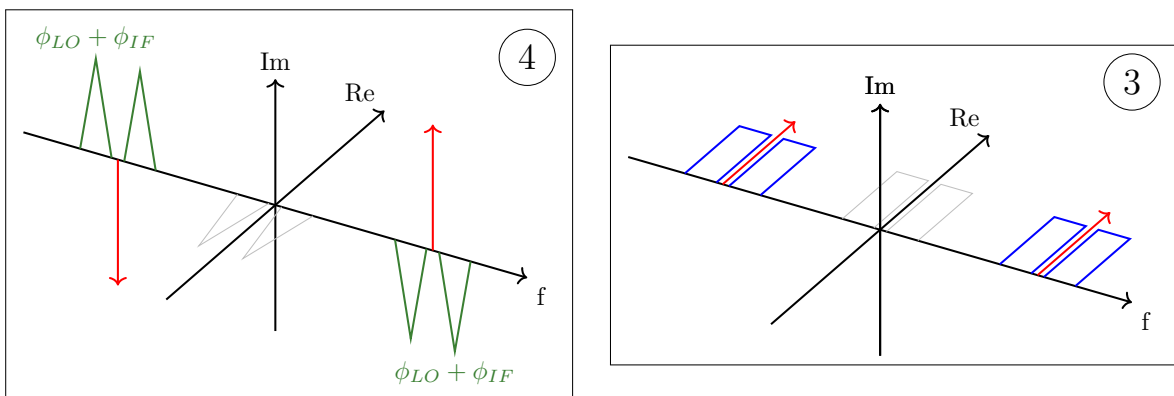 ϕ_LO + ϕ_IF
4
Im
Re
f
ϕ_LO + ϕ_IF
3
Im
Re
f